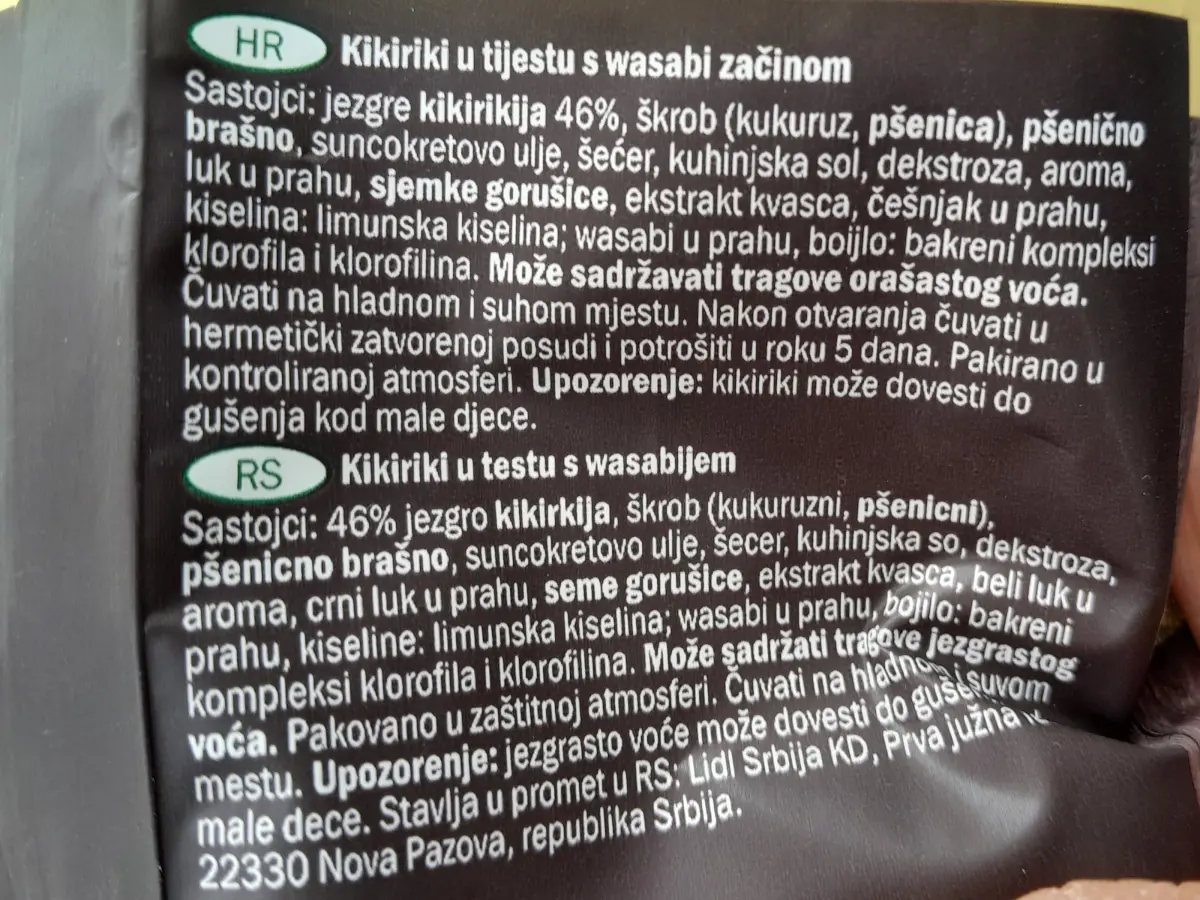 HR Kikiriki u tijestu s wasabi začinom
Sastojci: jezgre kikirikija 46%, škrob (kukuruz, pšenica), pšenično
brašno, suncokretovo ulje, šećer, kuhinjska sol, dekstroza, aroma,
luk u prahu, sjemke gorušice, ekstrakt kvasca, češnjak u prahu,
kiselina: limunska kiselina; wasabi u prahu, boijlo: bakreni kompleksi
klorofila i klorofilina. Može sadržavati tragove orašastog voća.
Čuvati na hladnom i suhom mjestu. Nakon otvaranja čuvati u
hermetički zatvorenoj posudi i potrošiti u roku 5 dana. Pakirano u
kontroliranoj atmosferi. Upozorenje: kikiriki može dovesti do
gušenja kod male djece.
RS Kikiriki u testu s wasabijem
Sastojci: 46% jezgro kikirkija, škrob (kukuruzni, pšenicni),
pšenicno brašno, suncokretovo ulje, šecer, kuhinjska so, dekstroza,
aroma, crni luk u prahu, seme gorušice, ekstrakt kvasca, beli luk u
prahu, kiseline: limunska kiselina; wasabi u prahu, bojilo: bakreni
kompleksi klorofila i klorofilina. Može sadržati tragove jezgrastog
voća. Pakovano u zaštitnoj atmosferi. Čuvati na hladnom i suvom
mestu. Upozorenje: jezgrasto voće može dovesti do
male dece. Stavlja u promet u RS: Lidl Srbija KD, Prva južna
22330 Nova Pazova, republika Srbija.